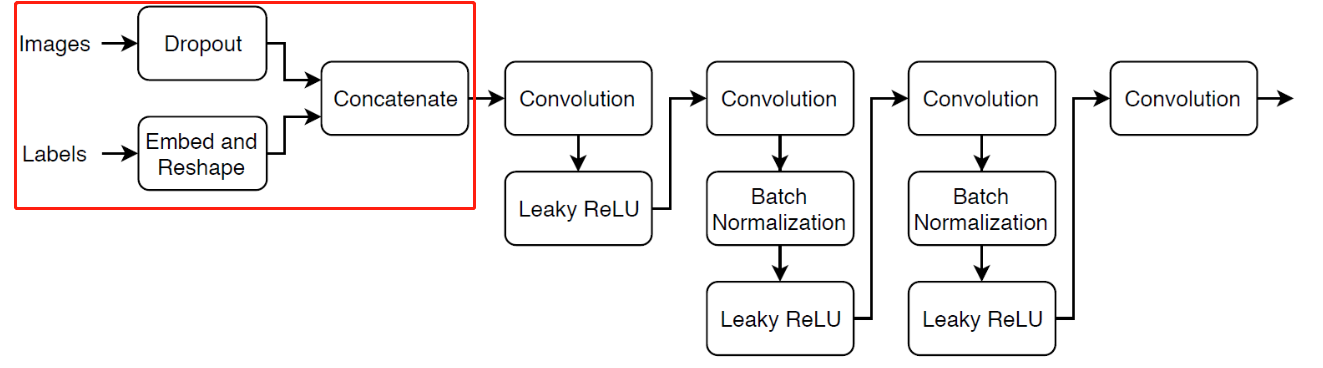 Images
Dropout
Labels
Embed and
Reshape
Concatenate
Convolution
Leaky ReLU
Convolution
Batch
Normalization
Leaky ReLU
Convolution
Batch
Normalization
Leaky ReLU
Convolution